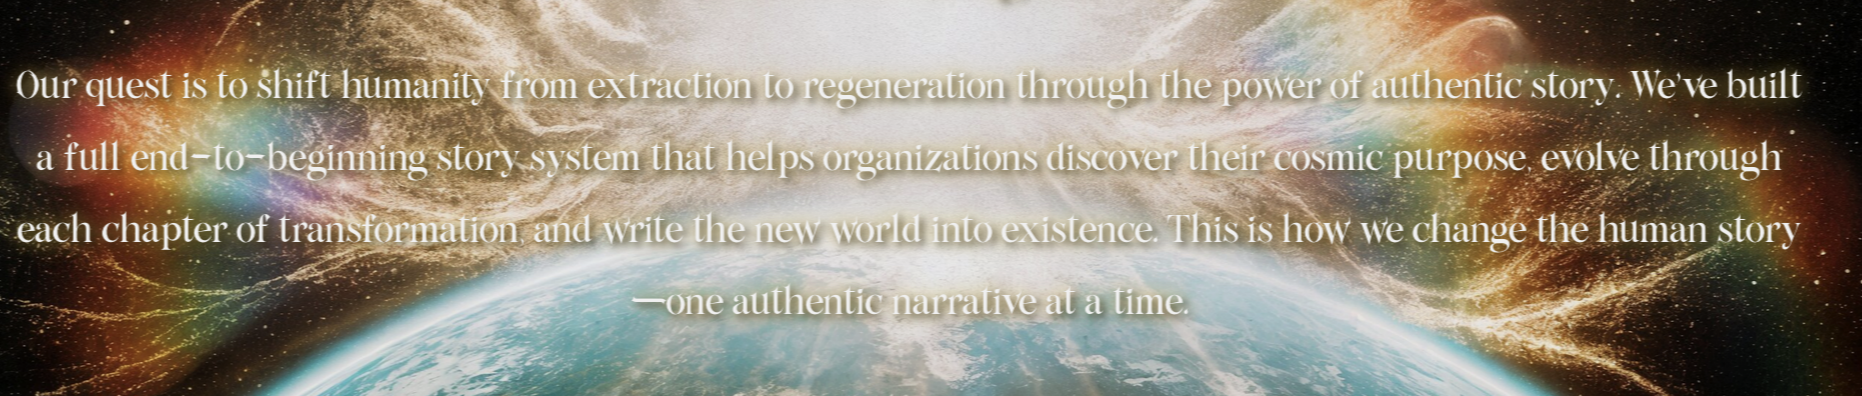 Our quest is to shift humanity from extraction to regeneration through the power of authentic story. We've built
a full end-to-beginning story system that helps organizations discover their cosmic purpose, evolve through
each chapter of transformation, and write the new world into existence. This is how we change the human story
—one authentic narrative at a time.